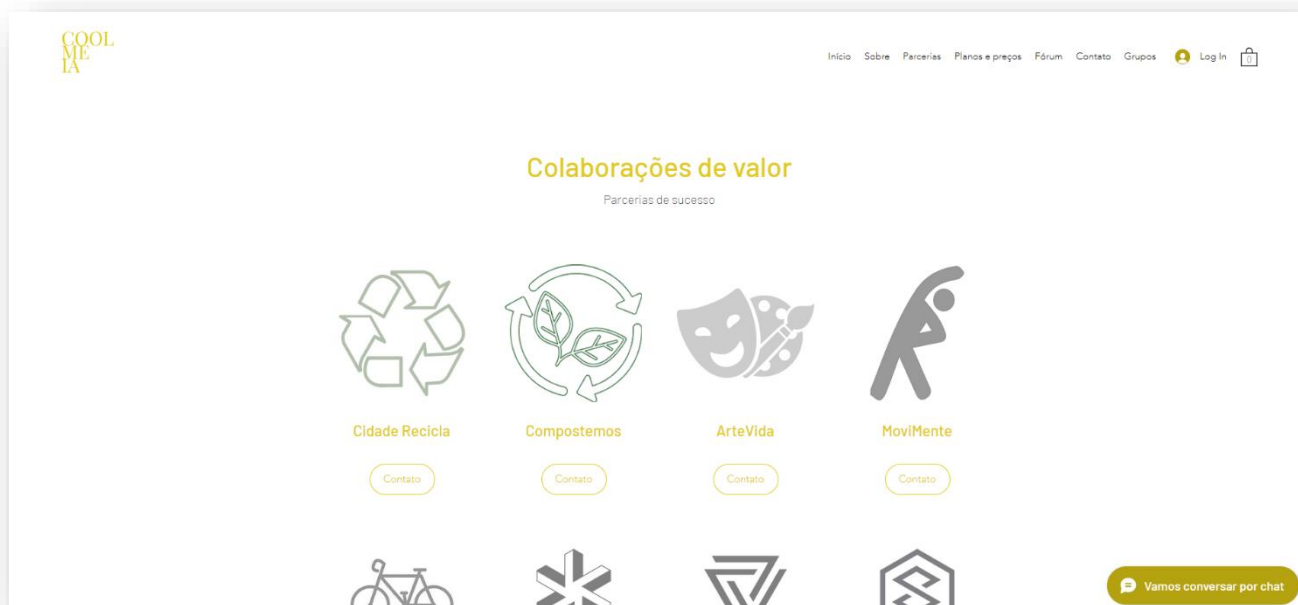 COOL
ME
IA
Início Sobre Parcerias Planos e preços Fórum Contato Grupos Log In 0
Colaborações de valor
Parcerias de sucesso
Cidade Recicla Compostemos ArteVida MoviMente
Contato Contato Contato Contato
Vamos conversar por chat